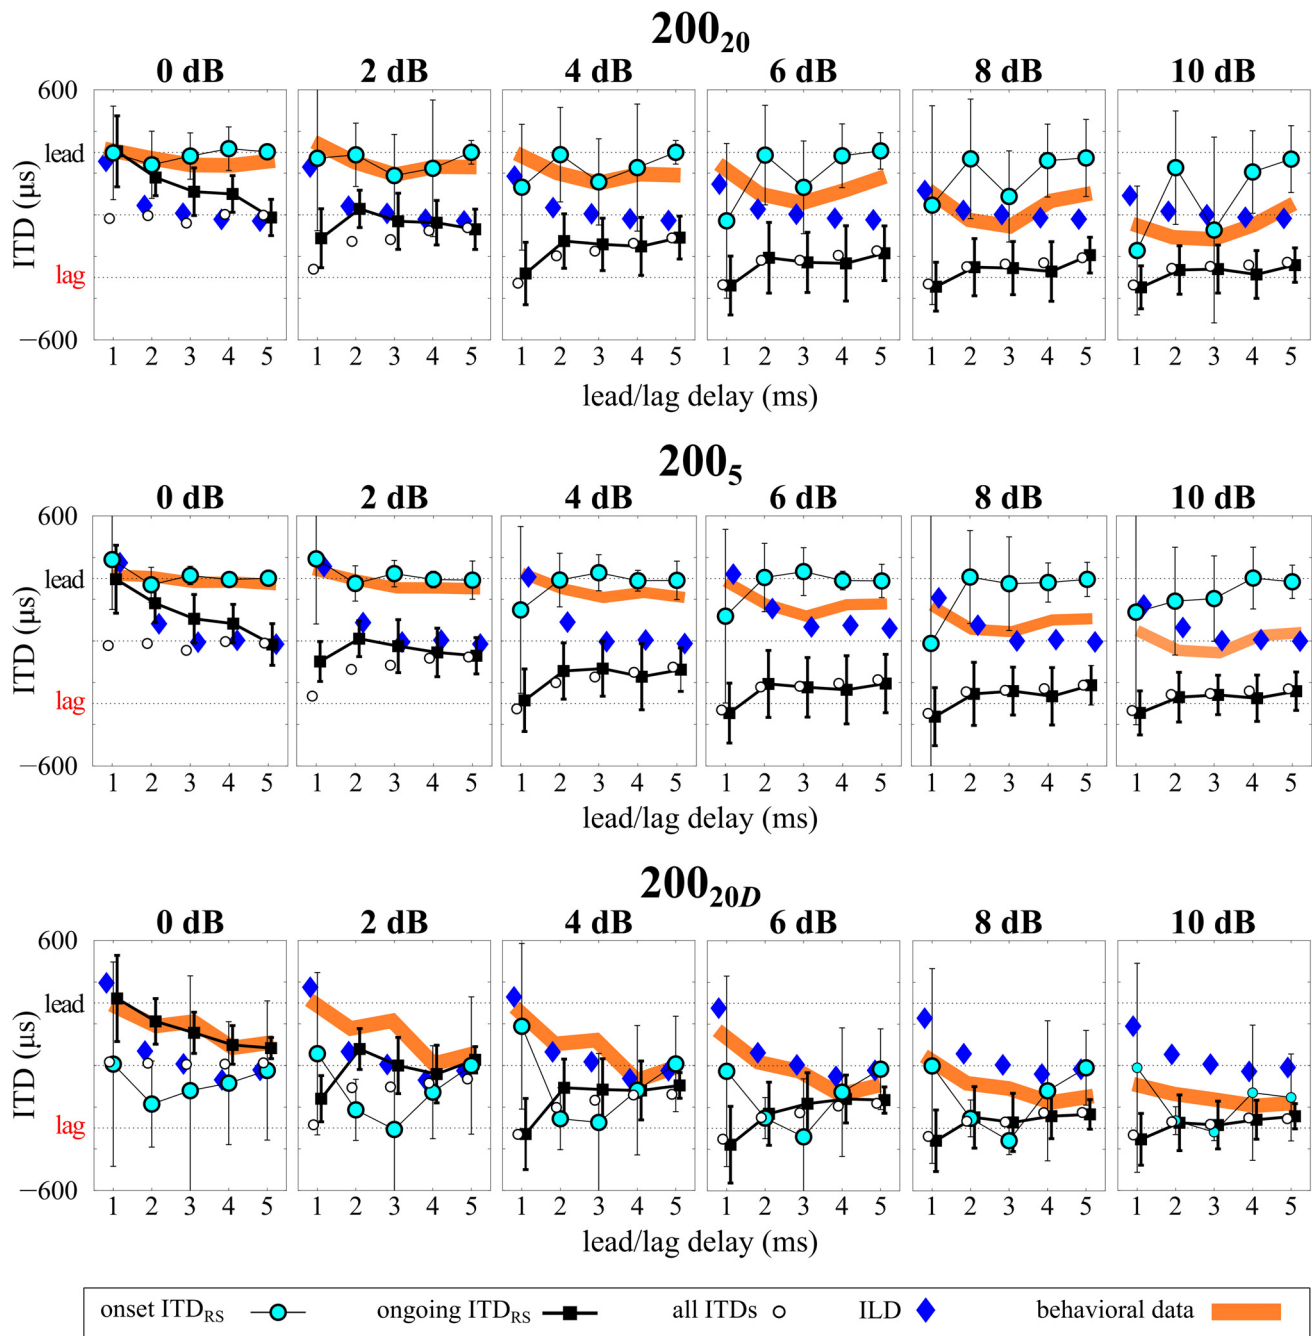 200₂₀
0 dB 2 dB 4 dB 6 dB 8 dB 10 dB
600
lead
ITD (μs)
lag
−600
1 2 3 4 5 1 2 3 4 5 1 2 3 4 5 1 2 3 4 5 1 2 3 4 5 1 2 3 4 5
lead/lag delay (ms)
200₅
0 dB 2 dB 4 dB 6 dB 8 dB 10 dB
600
lead
ITD (μs)
lag
−600
1 2 3 4 5 1 2 3 4 5 1 2 3 4 5 1 2 3 4 5 1 2 3 4 5 1 2 3 4 5
lead/lag delay (ms)
200₂₀D
0 dB 2 dB 4 dB 6 dB 8 dB 10 dB
600
lead
ITD (μs)
lag
−600
1 2 3 4 5 1 2 3 4 5 1 2 3 4 5 1 2 3 4 5 1 2 3 4 5 1 2 3 4 5
lead/lag delay (ms)
onset ITD_RS ongoing ITD_RS all ITDs ILD behavioral data